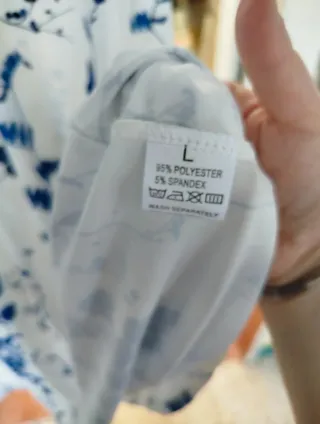 L
95% POLYESTER
5% SPANDEX
WASH SEPARATELY